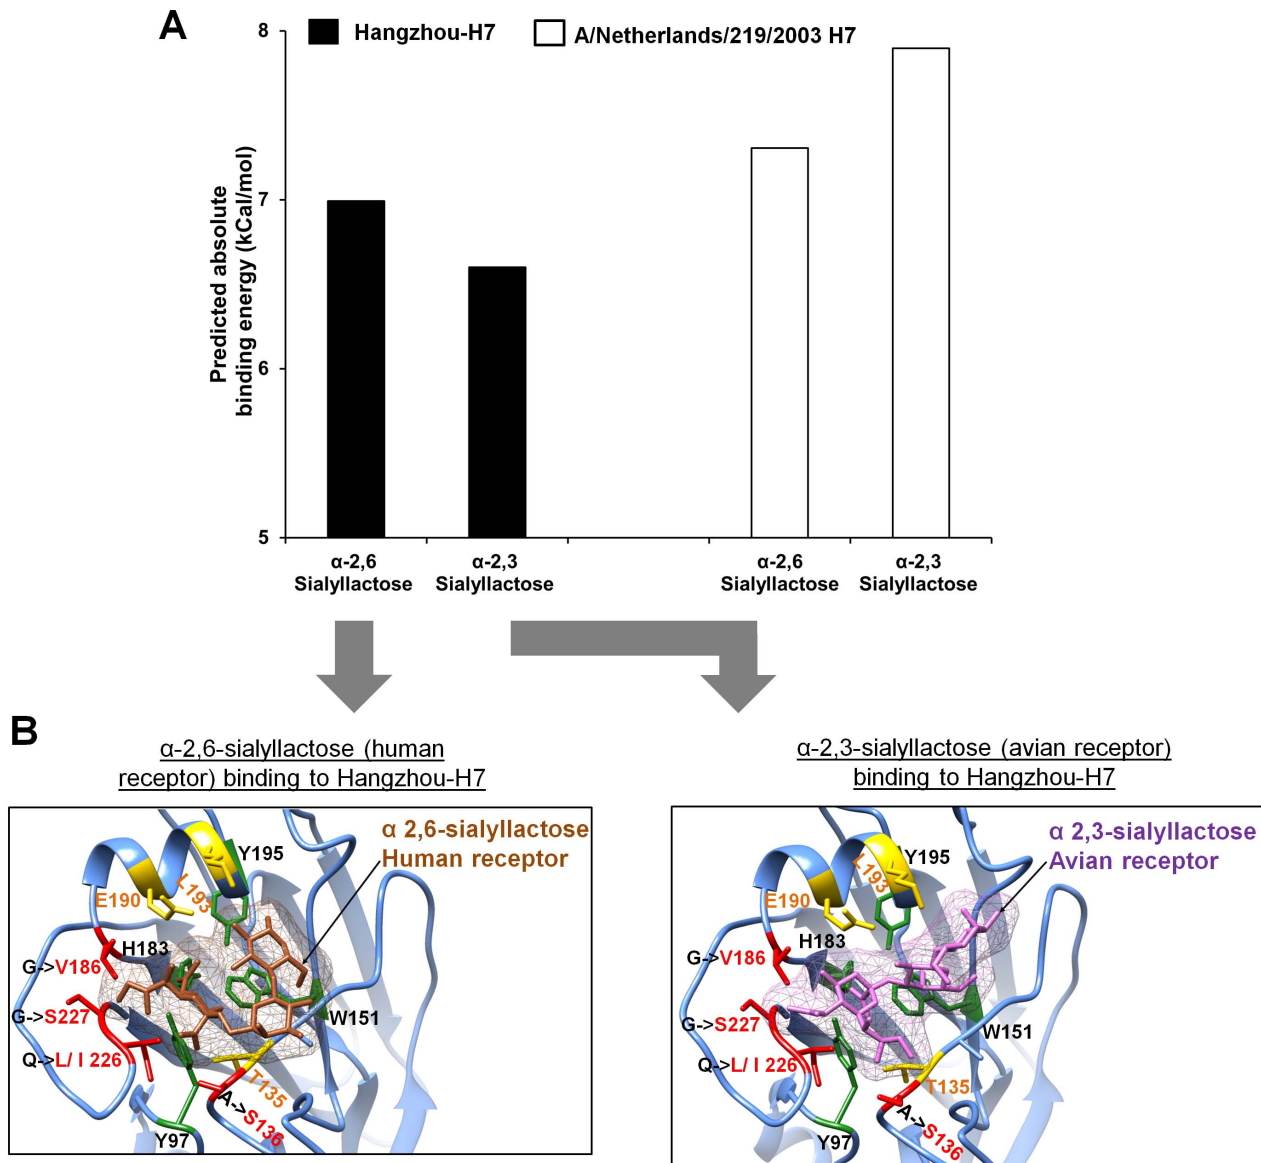 A
Hangzhou-H7
A/Netherlands/219/2003 H7
Predicted absolute
binding energy (kCal/mol)
8
7
6
5
α-2,6
Sialyllactose
α-2,3
Sialyllactose
α-2,6
Sialyllactose
α-2,3
Sialyllactose
B
α-2,6-sialyllactose (human
receptor) binding to Hangzhou-H7
α 2,6-sialyllactose
Human receptor
Y195
L193
E190
H183
G->V186
G->S227
Q->L/ I 226
W151
T135
A->S136
Y97
α-2,3-sialyllactose (avian receptor)
binding to Hangzhou-H7
α 2,3-sialyllactose
Avian receptor
Y195
L193
E190
H183
G->V186
G->S227
Q->L/ I 226
W151
T135
A->S136
Y97